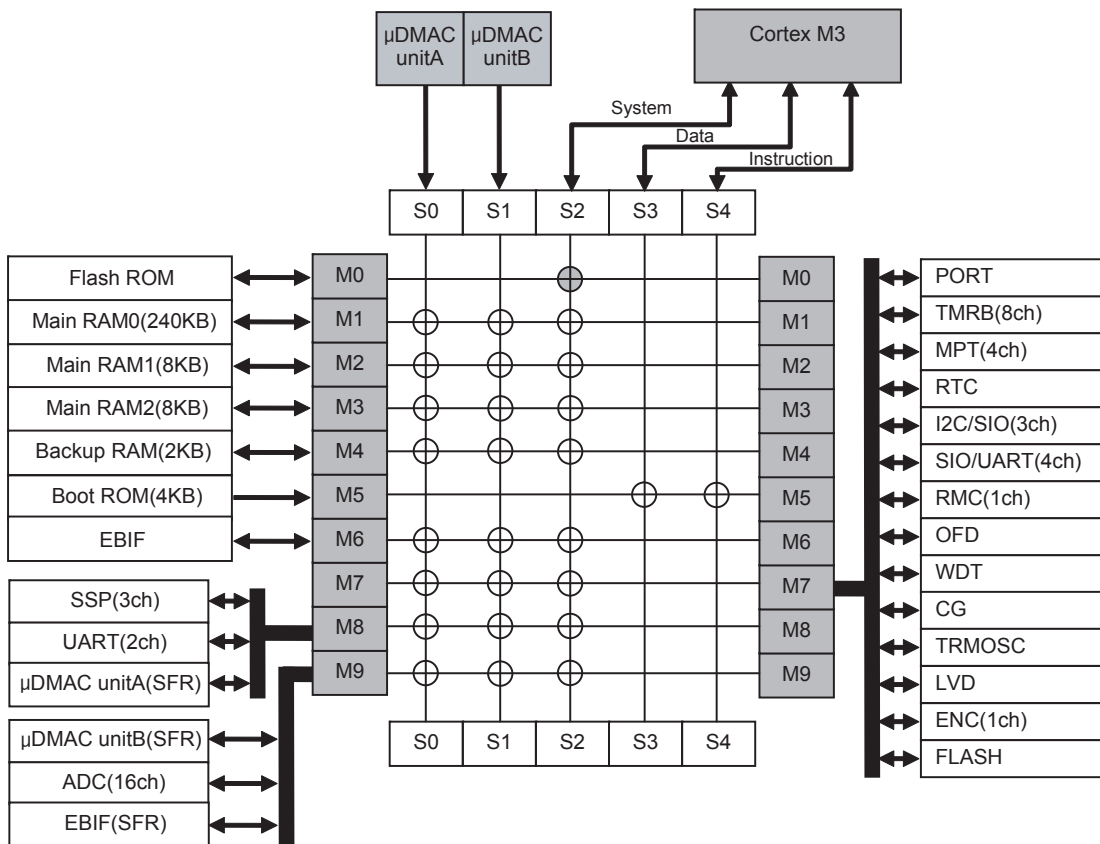 µDMAC unitA
µDMAC unitB
Cortex M3
System
Data
Instruction
S0 S1 S2 S3 S4
Flash ROM
Main RAM0(240KB)
Main RAM1(8KB)
Main RAM2(8KB)
Backup RAM(2KB)
Boot ROM(4KB)
EBIF
SSP(3ch)
UART(2ch)
µDMAC unitA(SFR)
µDMAC unitB(SFR)
ADC(16ch)
EBIF(SFR)
M0
M1
M2
M3
M4
M5
M6
M7
M8
M9
M0
M1
M2
M3
M4
M5
M6
M7
M8
M9
S0 S1 S2 S3 S4
PORT
TMRB(8ch)
MPT(4ch)
RTC
I2C/SIO(3ch)
SIO/UART(4ch)
RMC(1ch)
OFD
WDT
CG
TRMOSC
LVD
ENC(1ch)
FLASH